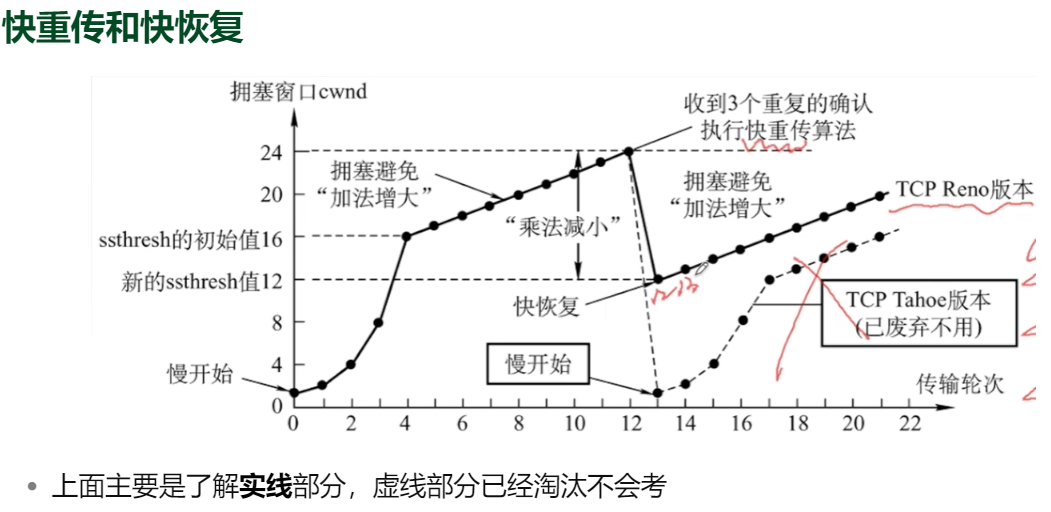 快重传和快恢复
拥塞窗口cwnd
收到3个重复的确认
执行快重传算法
24
拥塞避免
“加法增大”
20
“乘法减小”
拥塞避免
“加法增大”
TCP Reno版本
ssthresh的初始值16
新的ssthresh值12
12 13
快恢复
TCP Tahoe版本
(已废弃不用)
8
慢开始
4
慢开始
传输轮次
0
0 2 4 6 8 10 12 14 16 18 20 22
上面主要是了解实线部分，虚线部分已经淘汰不会考